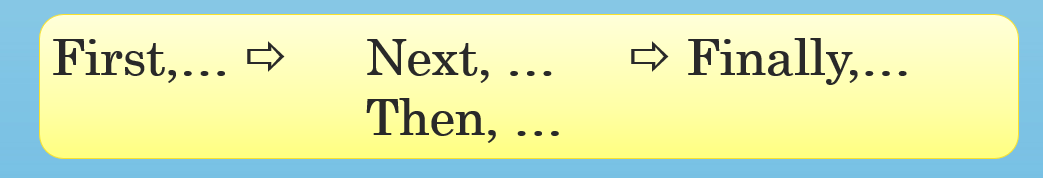 First,... ⇨ Next, ... ⇨ Finally,...
Then, ...